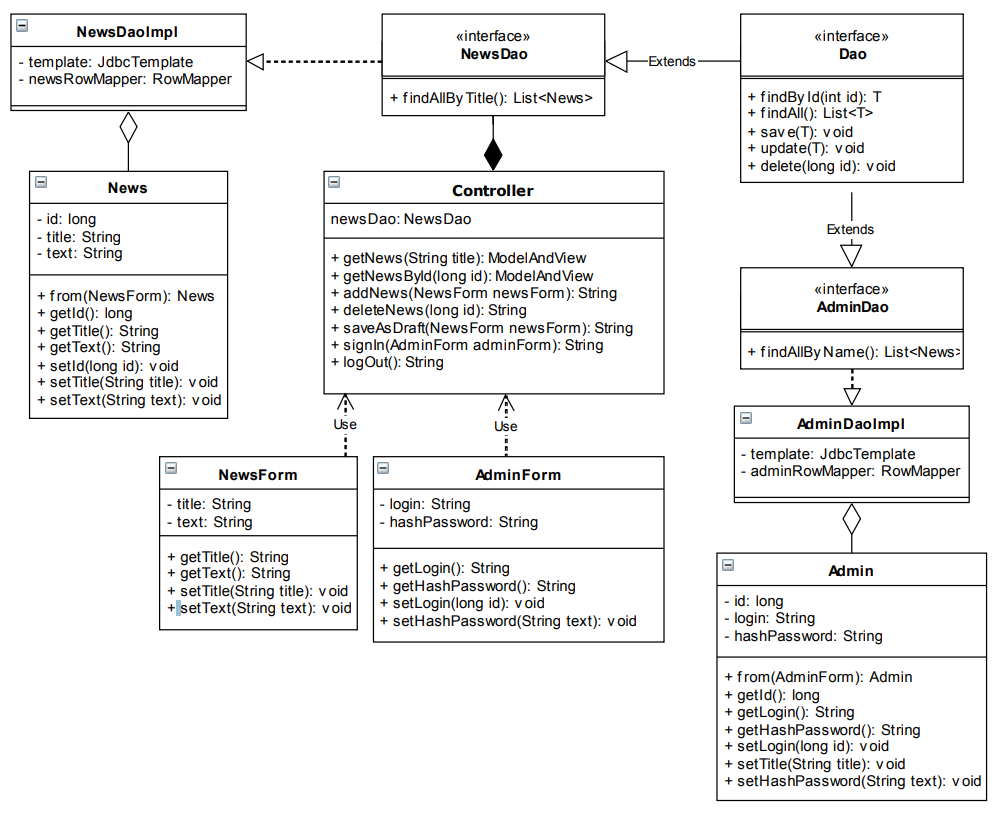 NewsDaoImpl
- template: JdbcTemplate
- newsRowMapper: RowMapper
«interface»
NewsDao
+ findAllByTitle(): List<News>
Extends
«interface»
Dao
+ findById(int id): T
+ findAll(): List<T>
+ save(T): void
+ update(T): void
+ delete(long id): void
News
- id: long
- title: String
- text: String
+ from(NewsForm): News
+ getId(): long
+ getTitle(): String
+ getText(): String
+ setId(long id): void
+ setTitle(String title): void
+ setText(String text): void
Controller
newsDao: NewsDao
+ getNews(String title): ModelAndView
+ getNewsById(long id): ModelAndView
+ addNews(NewsForm newsForm): String
+ deleteNews(long id): String
+ saveAsDraft(NewsForm newsForm): String
+ signIn(AdminForm adminForm): String
+ logOut(): String
Extends
«interface»
AdminDao
+ findAllByName(): List<News>
Use
Use
NewsForm
- title: String
- text: String
+ getTitle(): String
+ getText(): String
+ setTitle(String title): void
+ setText(String text): void
AdminForm
- login: String
- hashPassword: String
+ getLogin(): String
+ getHashPassword(): String
+ setLogin(long id): void
+ setHashPassword(String text): void
AdminDaoImpl
- template: JdbcTemplate
- adminRowMapper: RowMapper
Admin
- id: long
- login: String
- hashPassword: String
+ from(AdminForm): Admin
+ getId(): long
+ getLogin(): String
+ getHashPassword(): String
+ setLogin(long id): void
+ setTitle(String title): void
+ setHashPassword(String text): void